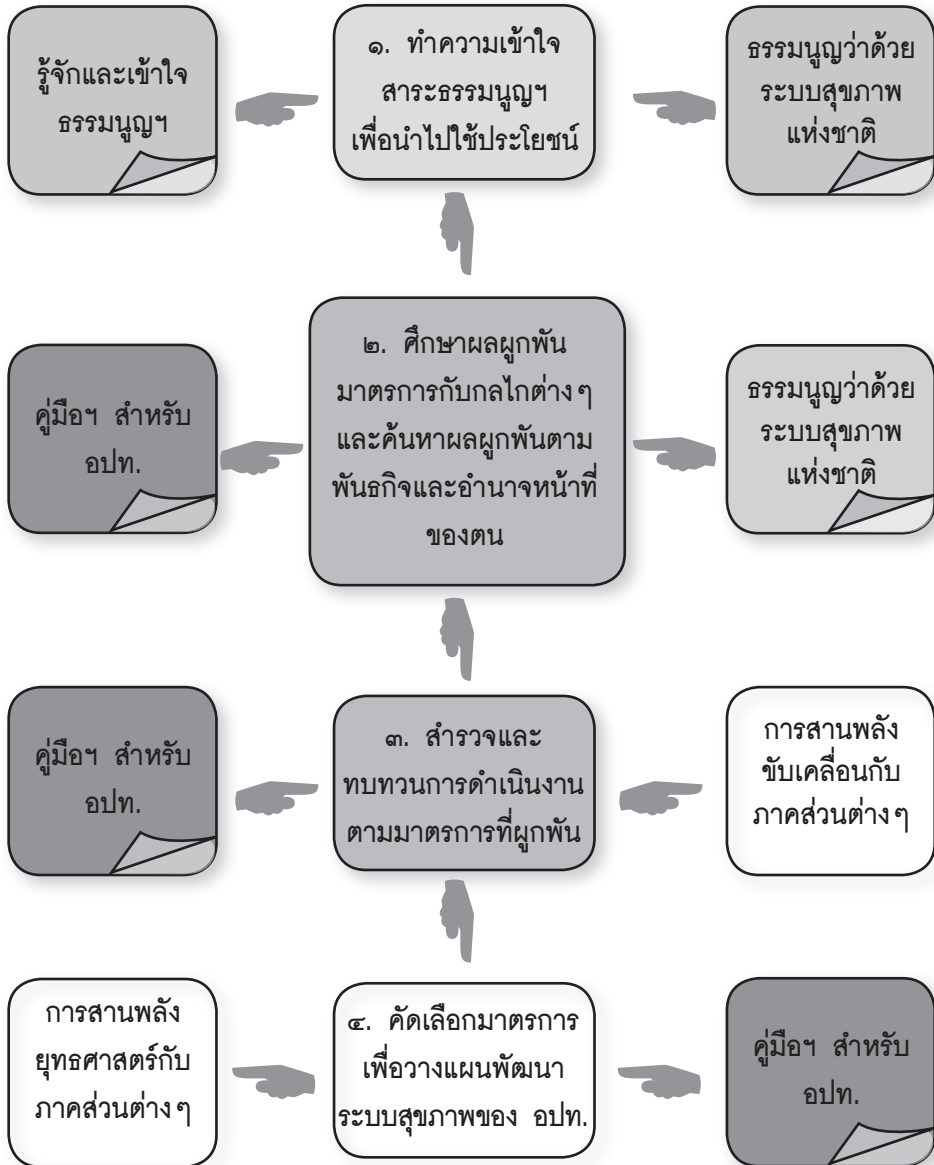 รู้จักและเข้าใจ
ธรรมนูญฯ
๑. ทำความเข้าใจ
สาระธรรมนูญฯ
เพื่อนำไปใช้ประโยชน์
ธรรมนูญว่าด้วย
ระบบสุขภาพ
แห่งชาติ
คู่มือฯ สำหรับ
อปท.
๒. ศึกษาผลผูกพัน
มาตรการกับกลไกต่างๆ
และค้นหาผลผูกพันตาม
พันธกิจและอำนาจหน้าที่
ของตน
ธรรมนูญว่าด้วย
ระบบสุขภาพ
แห่งชาติ
คู่มือฯ สำหรับ
อปท.
๓. สำรวจและ
ทบทวนการดำเนินงาน
ตามมาตรการที่ผูกพัน
การสานพลัง
ขับเคลื่อนกับ
ภาคส่วนต่างๆ
การสานพลัง
ยุทธศาสตร์กับ
ภาคส่วนต่างๆ
๔. คัดเลือกมาตรการ
เพื่อวางแผนพัฒนา
ระบบสุขภาพของ อปท.
คู่มือฯ สำหรับ
อปท.